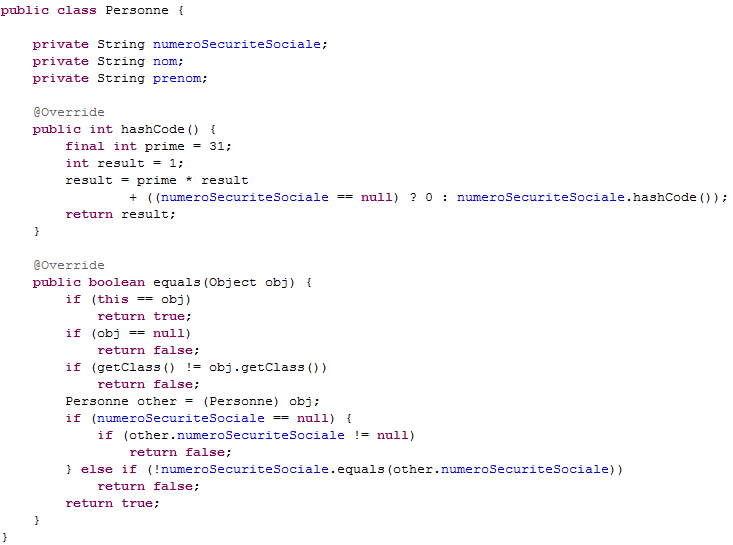 public class Personne {
private String numeroSecuriteSociale;
private String nom;
private String prenom;
@Override
public int hashCode() {
final int prime = 31;
int result = 1;
result = prime * result
+ ((numeroSecuriteSociale == null) ? 0 : numeroSecuriteSociale.hashCode());
return result;
}
@Override
public boolean equals(Object obj) {
if (this == obj)
return true;
if (obj == null)
return false;
if (getClass() != obj.getClass())
return false;
Personne other = (Personne) obj;
if (numeroSecuriteSociale == null) {
if (other.numeroSecuriteSociale != null)
return false;
} else if (!numeroSecuriteSociale.equals(other.numeroSecuriteSociale))
return false;
return true;
}
}